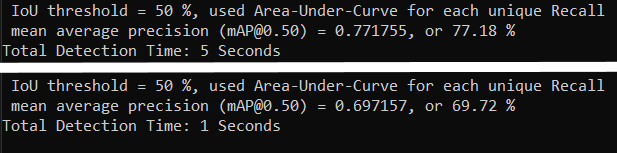 IoU threshold = 50 %, used Area-Under-Curve for each unique Recall
mean average precision (mAP@0.50) = 0.771755, or 77.18 %
Total Detection Time: 5 Seconds
IoU threshold = 50 %, used Area-Under-Curve for each unique Recall
mean average precision (mAP@0.50) = 0.697157, or 69.72 %
Total Detection Time: 1 Seconds